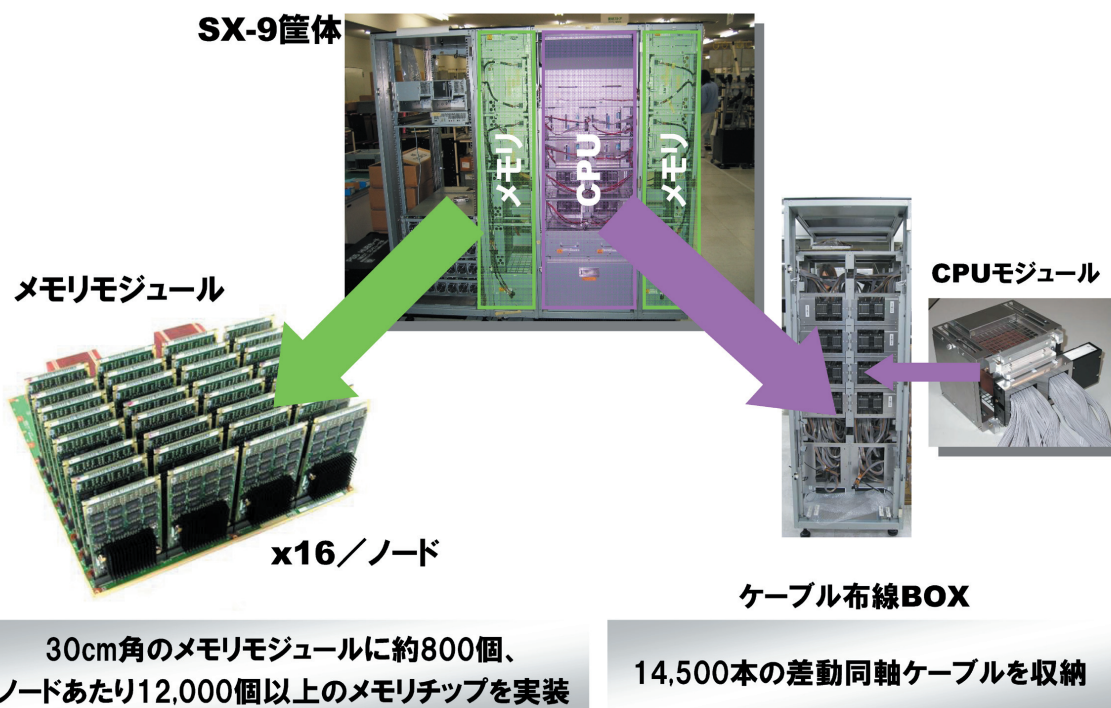 SX-9筐体
メモリ
CPU
メモリ
メモリモジュール
CPUモジュール
x16／ノード
ケーブル布線BOX
30cm角のメモリモジュールに約800個、
ノードあたり12,000個以上のメモリチップを実装
14,500本の差動同軸ケーブルを収納